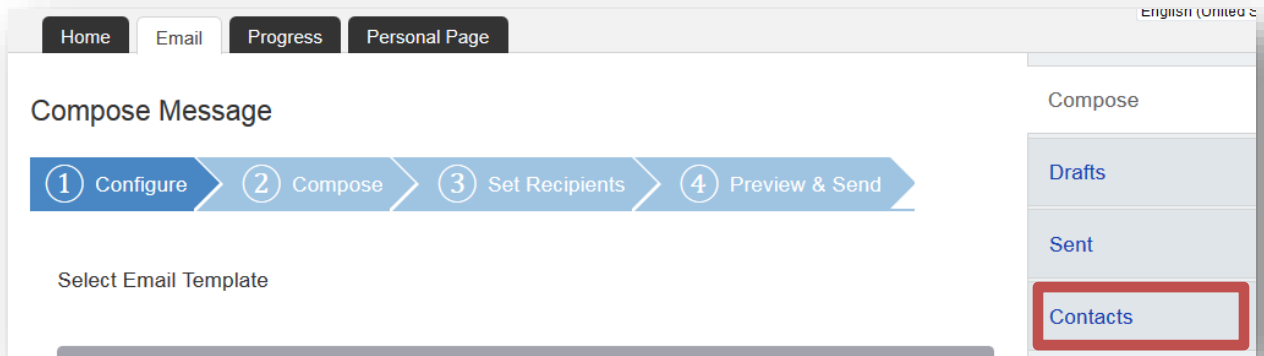 English (United S
Home Email Progress Personal Page
Compose Message
1 Configure 2 Compose 3 Set Recipients 4 Preview & Send
Select Email Template
Compose
Drafts
Sent
Contacts